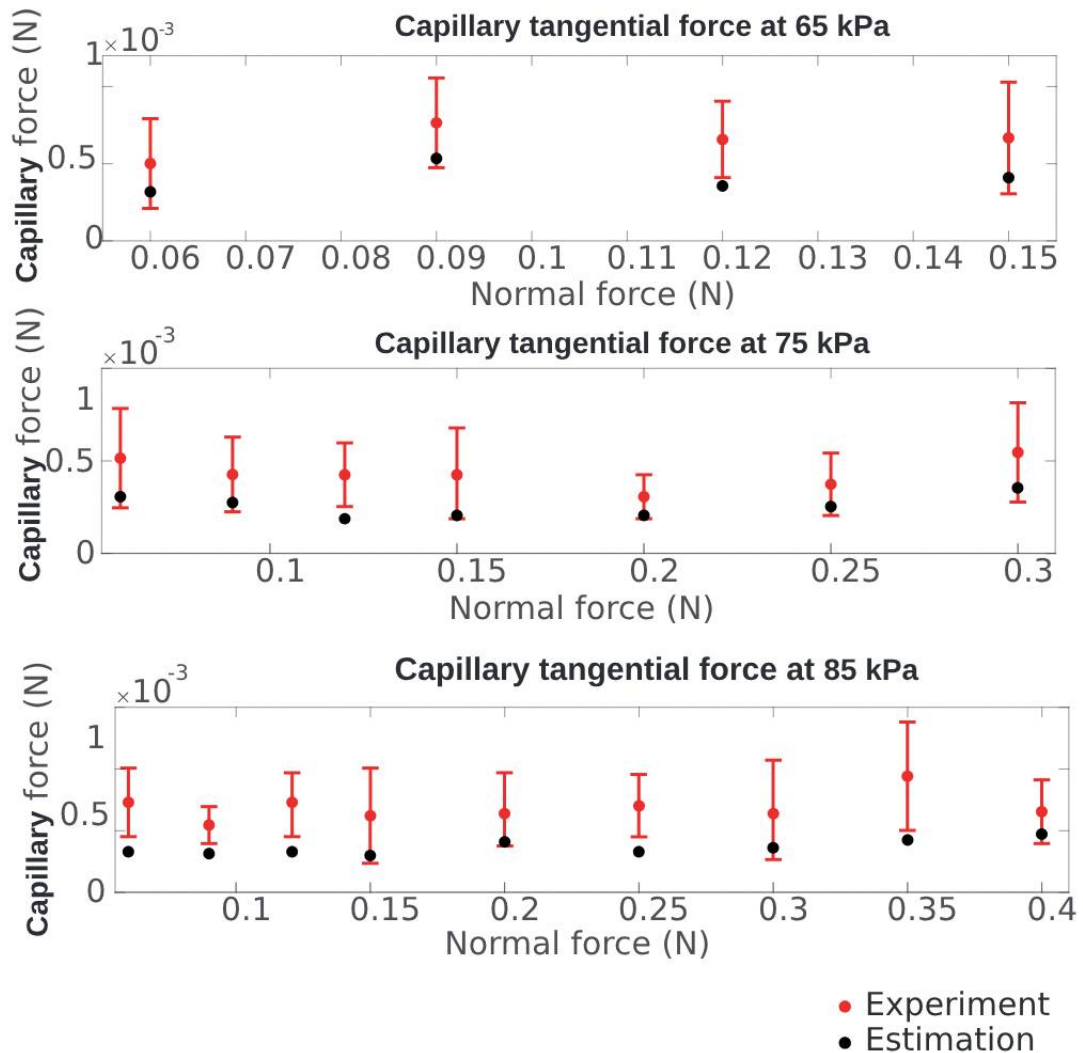 Capillary tangential force at 65 kPa
×10-3
Capillary force (N)
1
0.5
0
0.06 0.07 0.08 0.09 0.1 0.11 0.12 0.13 0.14 0.15
Normal force (N)
Capillary tangential force at 75 kPa
×10-3
Capillary force (N)
1
0.5
0
0.1 0.15 0.2 0.25 0.3
Normal force (N)
Capillary tangential force at 85 kPa
×10-3
Capillary force (N)
1
0.5
0
0.1 0.15 0.2 0.25 0.3 0.35 0.4
Normal force (N)
Experiment
Estimation